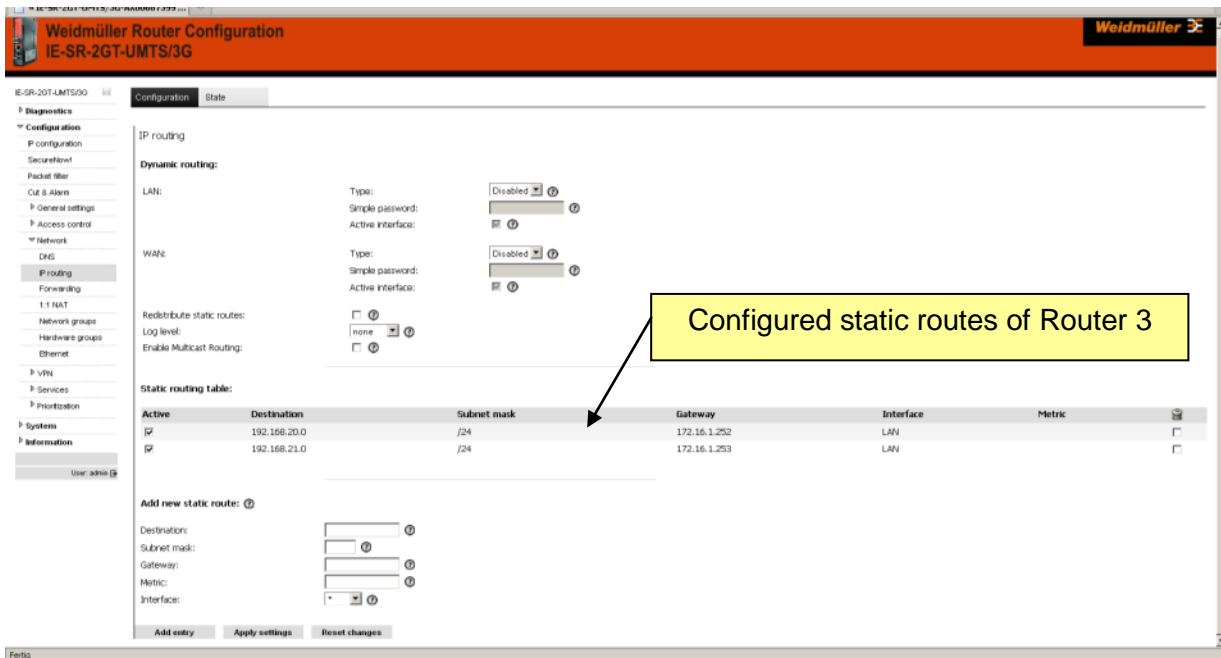 Weidmüller Router Configuration
IE-SR-2GT-UMTS/3G
Weidmüller
IE-SR-2GT-UMTS/3G
Configuration State
Diagnostics
Configuration
IP configuration
SecureNow!
Packet filter
Cut & Alarm
General settings
Access control
Network
DNS
IP routing
Forwarding
1:1 NAT
Network groups
Hardware groups
Ethernet
VPN
Services
Prioritization
System
Information
User: admin
IP routing
Dynamic routing:
LAN: Type: Disabled
Simple password:
Active interface:
WAN: Type: Disabled
Simple password:
Active interface:
Redistribute static routes:
Log level: none
Enable Multicast Routing:
Configured static routes of Router 3
Static routing table:
Active Destination Subnet mask Gateway Interface Metric
192.168.20.0 /24 172.16.1.252 LAN
192.168.21.0 /24 172.16.1.253 LAN
Add new static route:
Destination:
Subnet mask:
Gateway:
Metric:
Interface: *
Add entry Apply settings Reset changes
Fertig